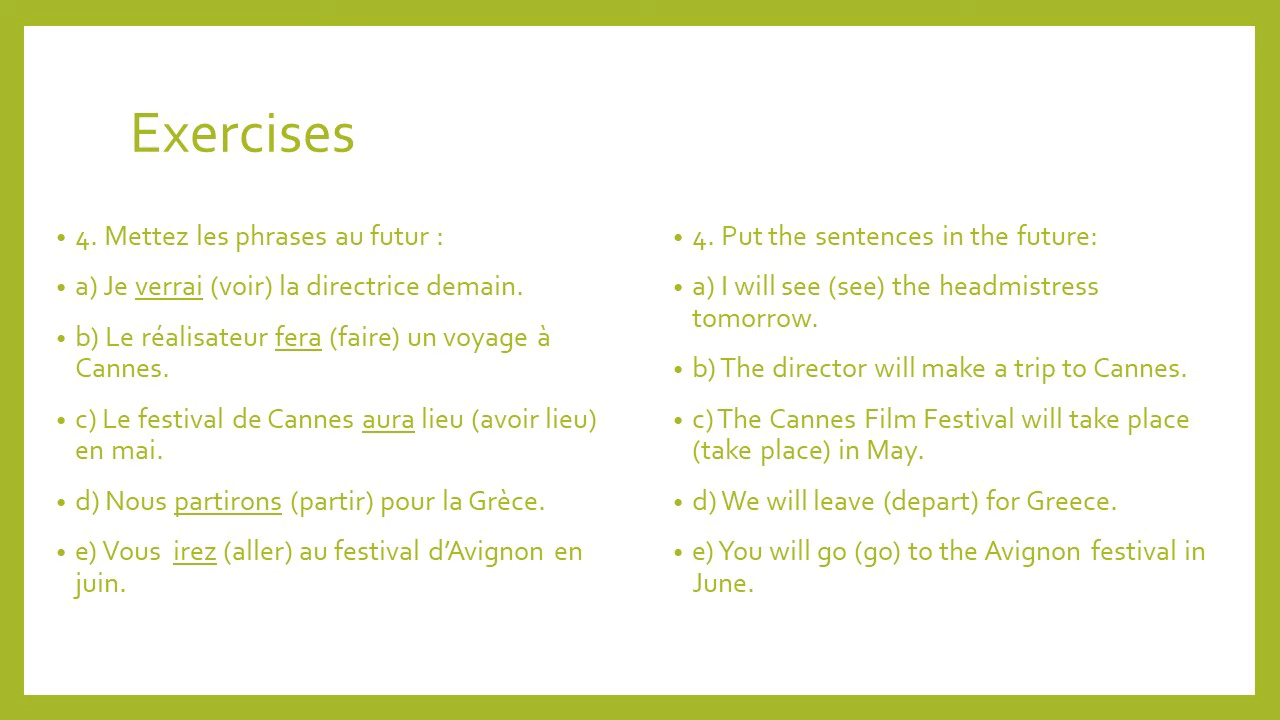 Exercises
• 4. Mettez les phrases au futur :
• a) Je verrai (voir) la directrice demain.
• b) Le réalisateur fera (faire) un voyage à
Cannes.
• c) Le festival de Cannes aura lieu (avoir lieu)
en mai.
• d) Nous partirons (partir) pour la Grèce.
• e) Vous irez (aller) au festival d’Avignon en
juin.
• 4. Put the sentences in the future:
• a) I will see (see) the headmistress
tomorrow.
• b) The director will make a trip to Cannes.
• c) The Cannes Film Festival will take place
(take place) in May.
• d) We will leave (depart) for Greece.
• e) You will go (go) to the Avignon festival in
June.